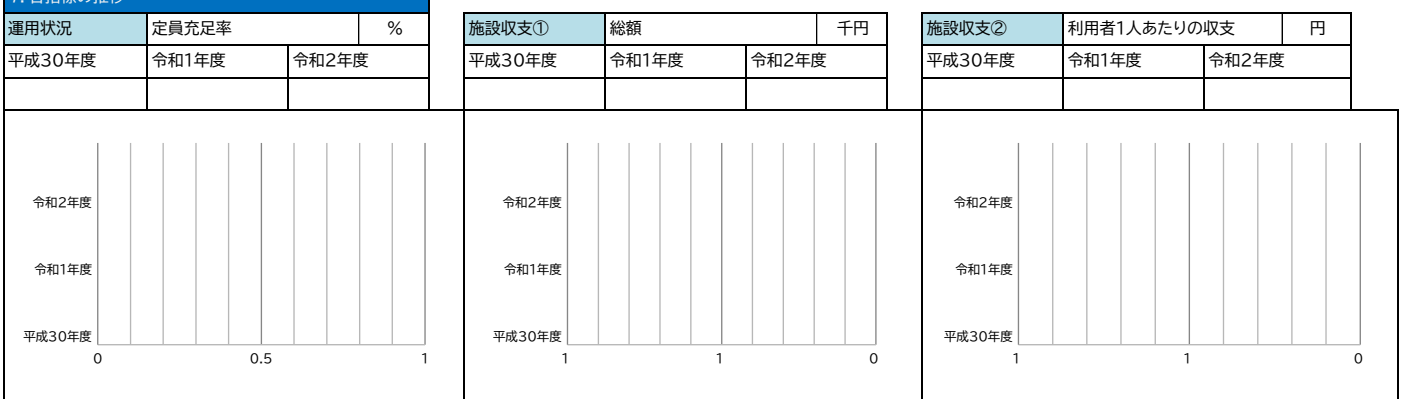 運用状況 定員充足率 %
平成30年度 令和1年度 令和2年度
令和2年度
令和1年度
平成30年度
0 0.5 1
施設収支① 総額 千円
平成30年度 令和1年度 令和2年度
令和2年度
令和1年度
平成30年度
1 1 0
施設収支② 利用者1人あたりの収支 円
平成30年度 令和1年度 令和2年度
令和2年度
令和1年度
平成30年度
1 1 0